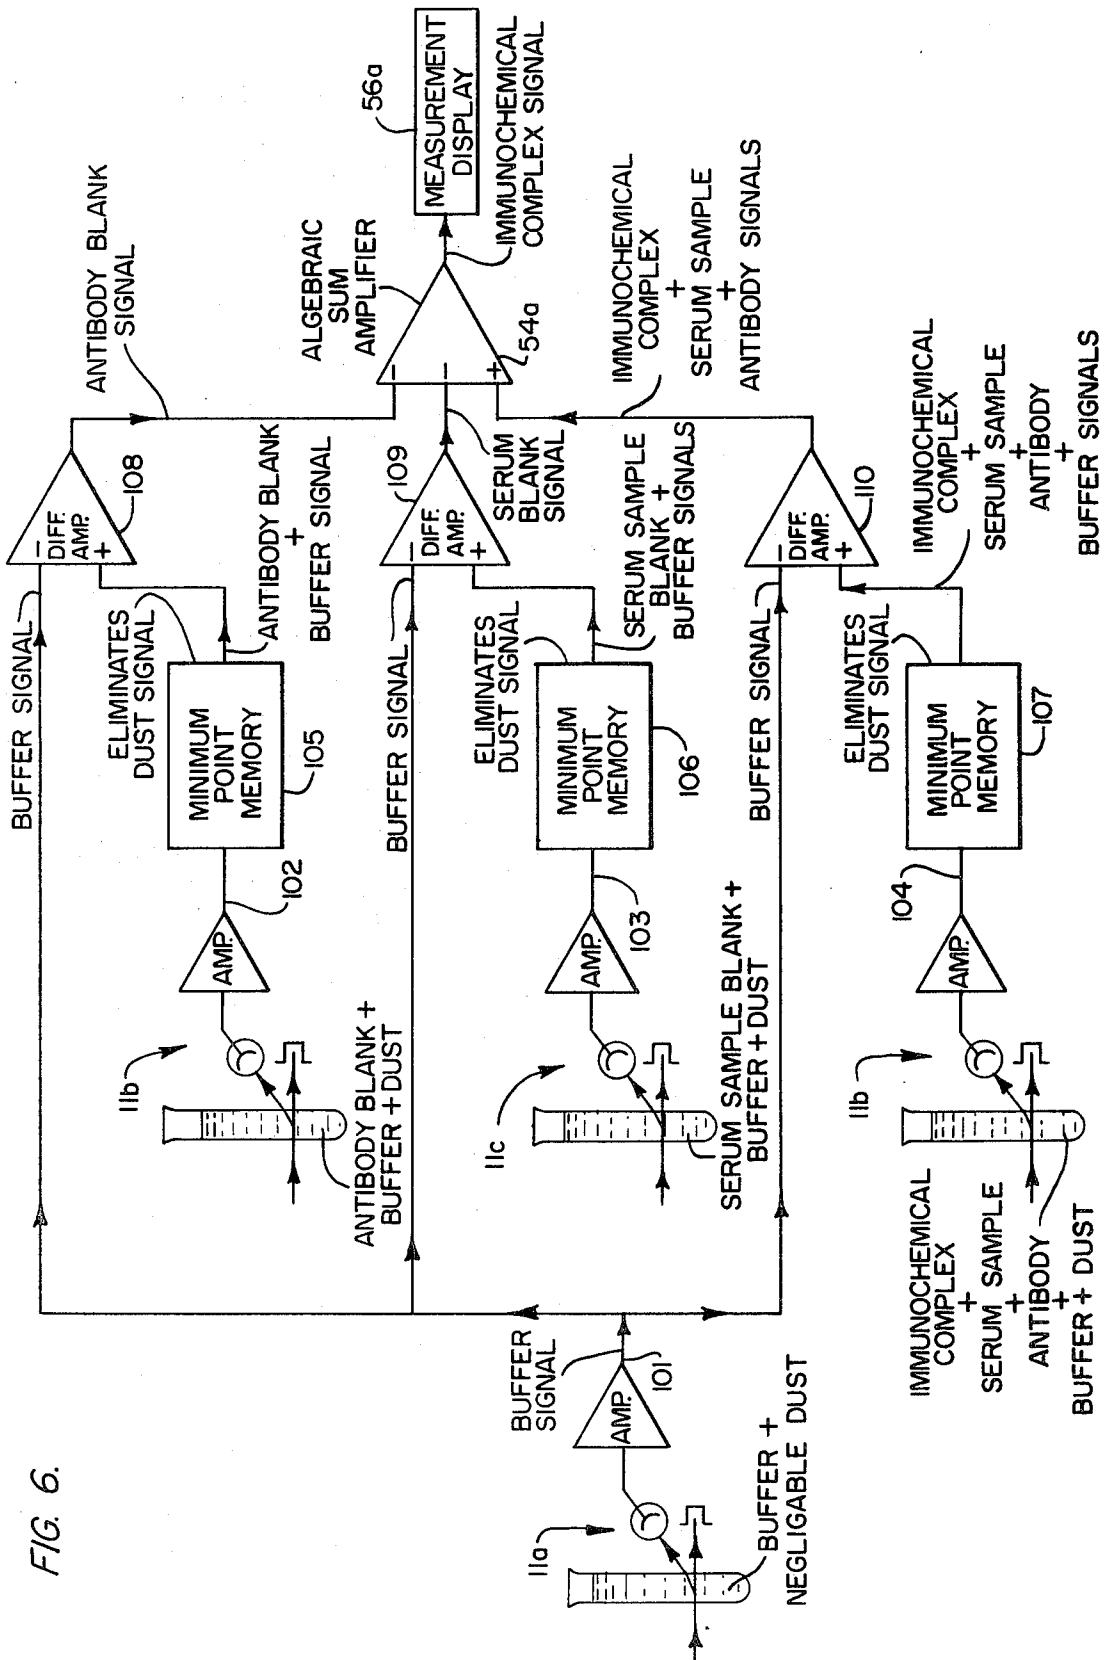 FIG. 6.
11a
BUFFER +
NEGLIGABLE DUST
AMP.
101
BUFFER
SIGNAL
BUFFER SIGNAL
11b
ANTIBODY BLANK +
BUFFER + DUST
AMP.
102
MINIMUM
POINT
MEMORY
105
ELIMINATES
DUST SIGNAL
ANTIBODY BLANK
+
BUFFER SIGNAL
-
DIFF.
AMP.
+
108
ANTIBODY BLANK
SIGNAL
BUFFER SIGNAL
11c
SERUM SAMPLE BLANK +
BUFFER + DUST
AMP.
103
MINIMUM
POINT
MEMORY
106
ELIMINATES
DUST SIGNAL
SERUM SAMPLE
BLANK +
BUFFER SIGNALS
-
DIFF.
AMP.
+
109
SERUM
BLANK
SIGNAL
BUFFER SIGNAL
11b
IMMUNOCHEMICAL
COMPLEX
+
SERUM SAMPLE
+
ANTIBODY
+
BUFFER + DUST
AMP.
104
MINIMUM
POINT
MEMORY
107
ELIMINATES
DUST SIGNAL
IMMUNOCHEMICAL
COMPLEX
+
SERUM SAMPLE
+
ANTIBODY
+
BUFFER SIGNALS
-
DIFF.
AMP.
+
110
IMMUNOCHEMICAL
COMPLEX
+
SERUM SAMPLE
+
ANTIBODY SIGNALS
ALGEBRAIC
SUM
AMPLIFIER
-
-
+
54a
MEASUREMENT
DISPLAY
56a
IMMUNOCHEMICAL
COMPLEX SIGNAL